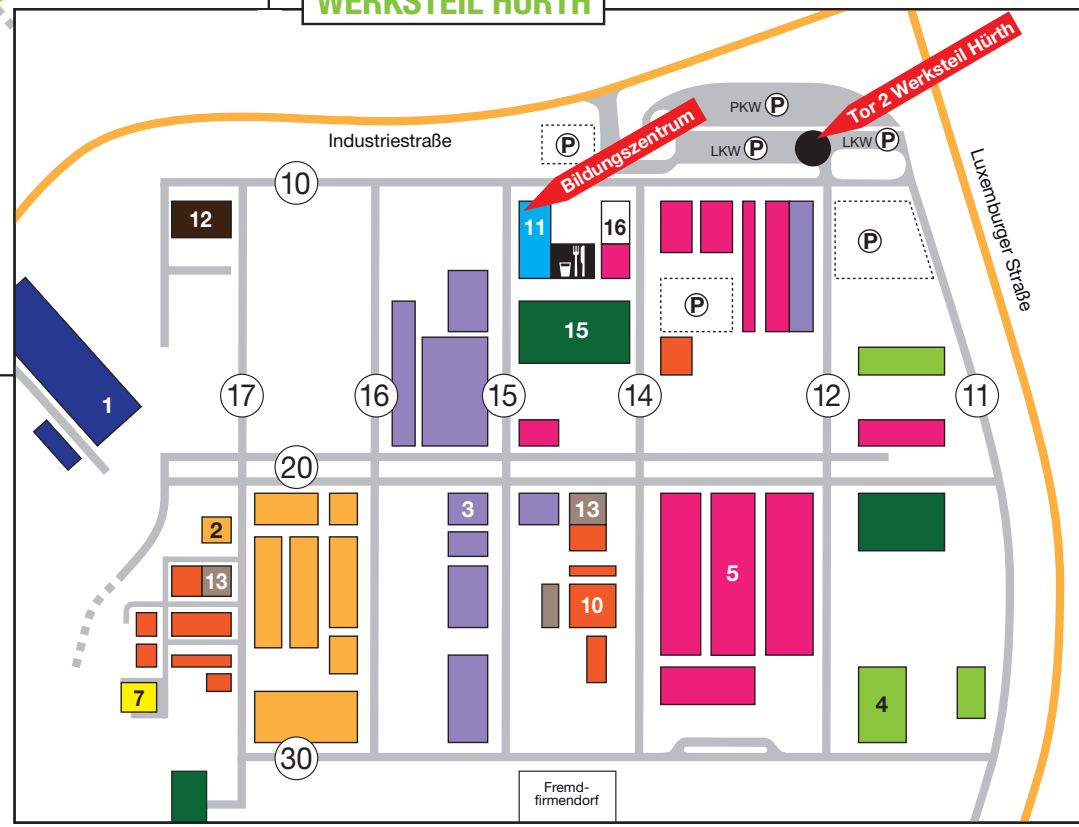 WERKSTEIL HÜRTH
Tor 2 Werksteil Hürth
PKW P
Bildungszentrum
Industriestraße
P
LKW P
LKW P
Luxemburger Straße
10
12
11
16
P
P
15
1
17
16
15
14
12
11
20
3
13
2
13
5
10
7
4
30
Fremd-
firmendorf